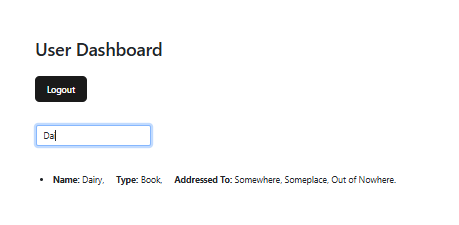 User Dashboard
Logout
Da
• Name: Dairy, Type: Book, Addressed To: Somewhere, Someplace, Out of Nowhere.